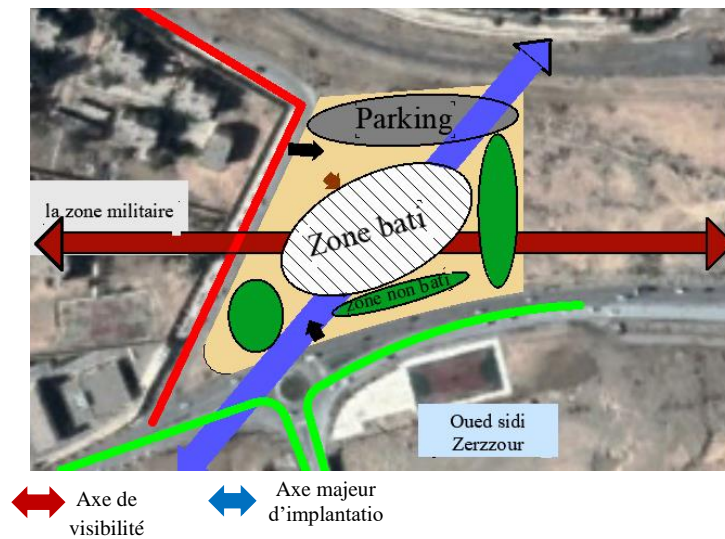 Parking
la zone militaire
Zone bati
zone non bati
Oued sidi
Zerzzour
Axe de
visibilité
Axe majeur
d’implantatio